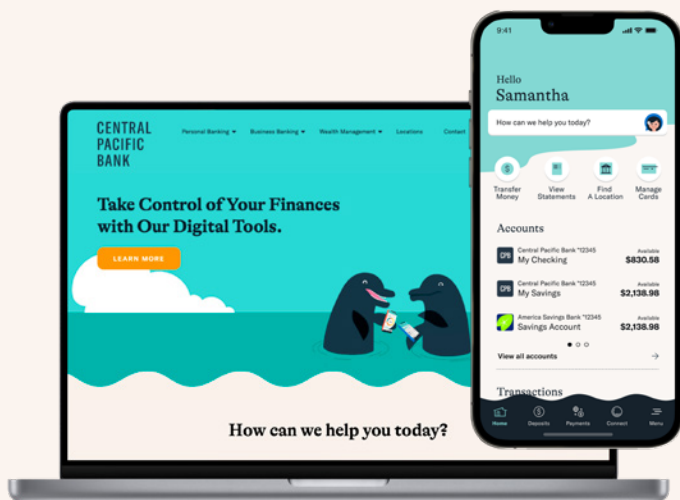 CENTRAL
PACIFIC
BANK
Personal Banking
Business Banking
Wealth Management
Locations
Contact
Take Control of Your Finances
with Our Digital Tools.
LEARN MORE
How can we help you today?
9:41
Hello
Samantha
How can we help you today?
Transfer Money
View Statements
Find A Location
Manage Cards
Accounts
CPB
Central Pacific Bank *12345
Available
My Checking
$830.58
CPB
Central Pacific Bank *12345
Available
My Savings
$2,138.98
America Savings Bank *12345
Available
Savings Account
$2,138.98
View all accounts
Transactions
Home
Deposits
Payments
Connect
Menu